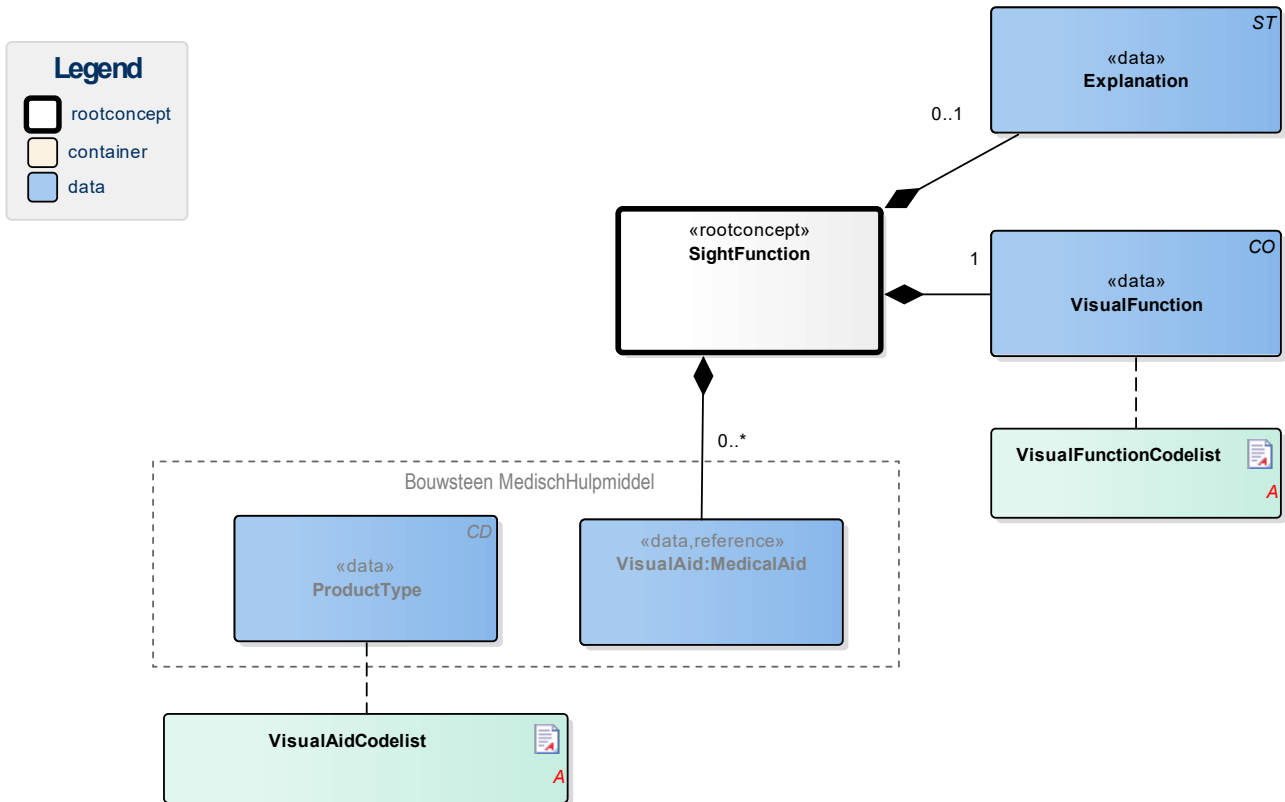 Legend
rootconcept
container
data
ST
«data»
Explanation
0..1
«rootconcept»
SightFunction
1
CO
«data»
VisualFunction
VisualFunctionCodelist
A
0..*
Bouwsteen MedischHulpmiddel
CD
«data»
ProductType
«data,reference»
VisualAid:MedicalAid
VisualAidCodelist
A